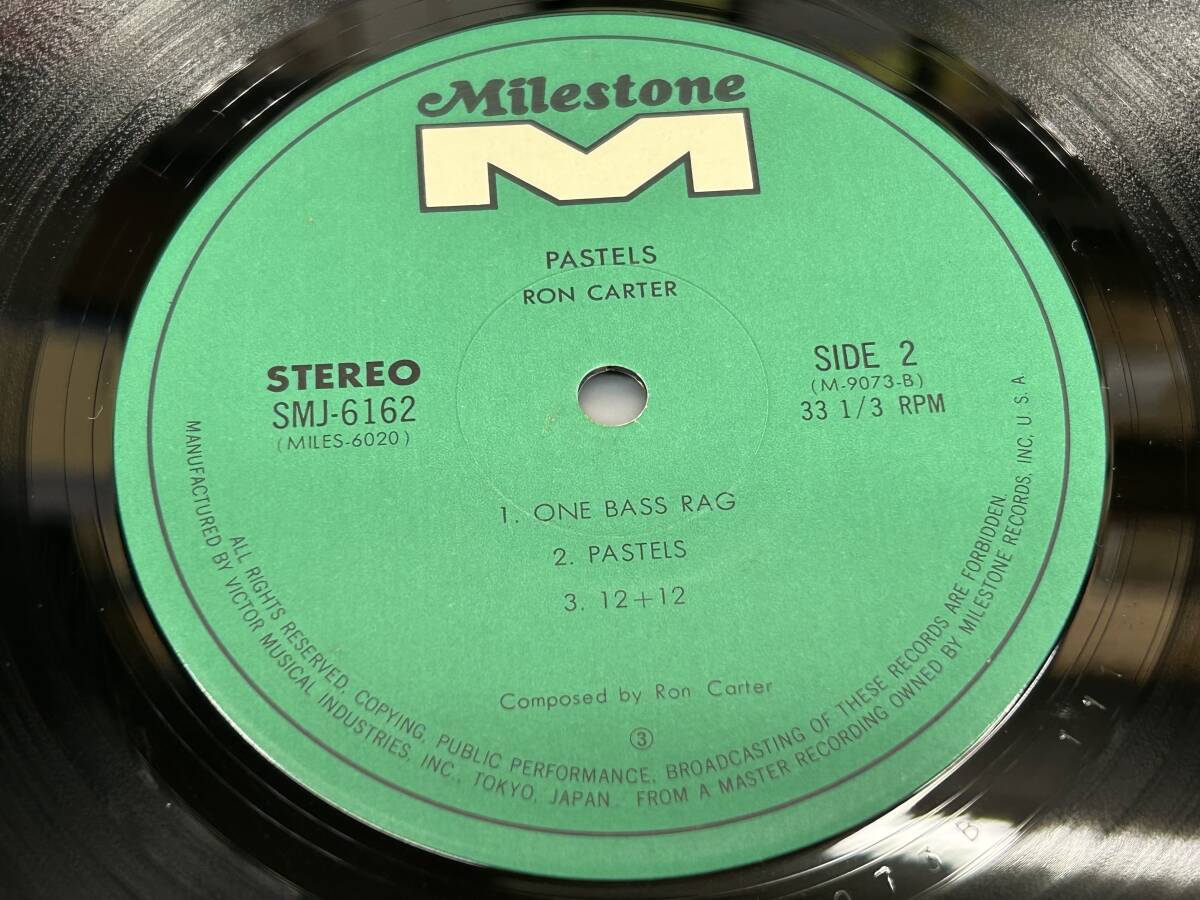 Milestone
PASTELS
RON CARTER
STEREO
SMJ-6162
(MILES-6020)
SIDE 2
(M-9073-B)
33 1/3 RPM
1. ONE BASS RAG
2. PASTELS
3. 12+12
Composed by Ron Carter
③
ALL RIGHTS RESERVED. COPYING, PUBLIC PERFORMANCE, BROADCASTING OF THESE RECORDS ARE FORBIDDEN.
MANUFACTURED BY VICTOR MUSICAL INDUSTRIES, INC., TOKYO, JAPAN. FROM A MASTER RECORDING OWNED BY MILESTONE RECORDS, INC, U.S.A.